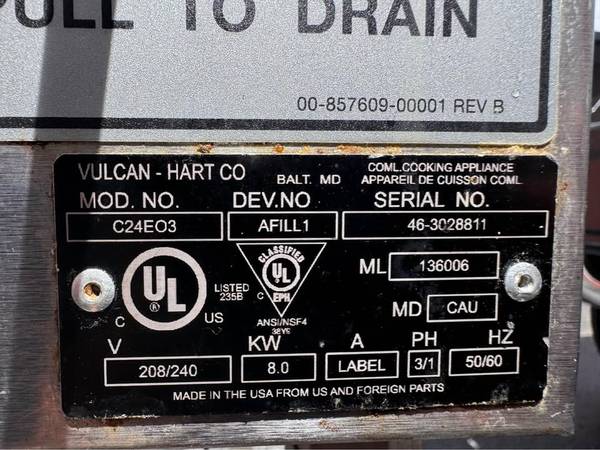 PULL TO DRAIN
00-857609-00001 REV B
VULCAN - HART CO BALT. MD COML.COOKING APPLIANCE
APPAREIL DE CUISSON COML.
MOD. NO. DEV.NO SERIAL NO.
C24EO3 AFILL1 46-3028811
UL
®
C US
LISTED
235B
CLASSIFIED
UL
®
C EPH
ANSI/NSF4
38Y9
ML 136006
MD CAU
V KW A PH HZ
208/240 8.0 LABEL 3/1 50/60
MADE IN THE USA FROM US AND FOREIGN PARTS